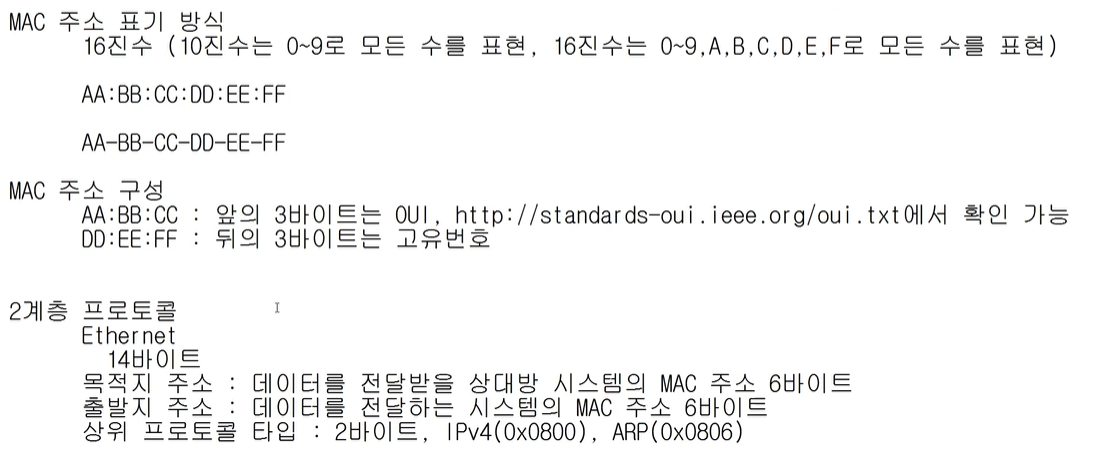 MAC 주소 표기 방식
16진수 (10진수는 0~9로 모든 수를 표현, 16진수는 0~9,A,B,C,D,E,F로 모든 수를 표현)
AA:BB:CC:DD:EE:FF
AA-BB-CC-DD-EE-FF
MAC 주소 구성
AA:BB:CC : 앞의 3바이트는 OUI, http://standards-oui.ieee.org/oui.txt에서 확인 가능
DD:EE:FF : 뒤의 3바이트는 고유번호
2계층 프로토콜
Ethernet
14바이트
목적지 주소 : 데이터를 전달받을 상대방 시스템의 MAC 주소 6바이트
출발지 주소 : 데이터를 전달하는 시스템의 MAC 주소 6바이트
상위 프로토콜 타입 : 2바이트, IPv4(0x0800), ARP(0x0806)